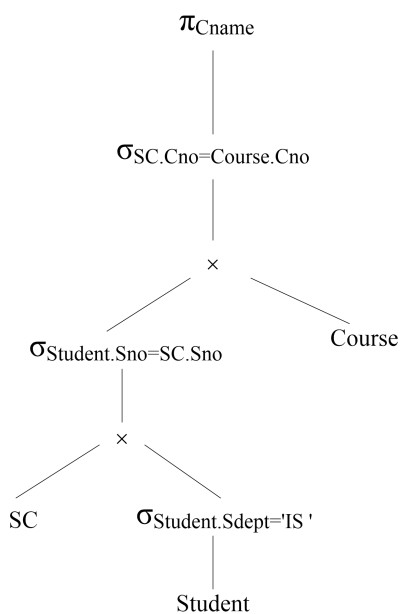 πCname
σSC.Cno=Course.Cno
×
Course
σStudent.Sno=SC.Sno
×
SC
σStudent.Sdept='IS '
Student